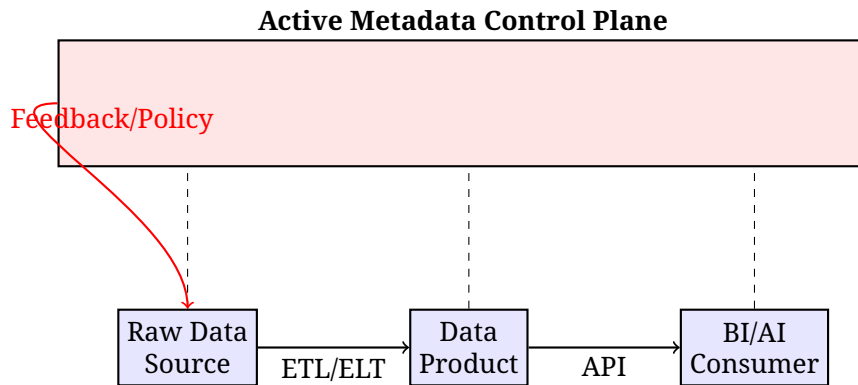 Active Metadata Control Plane
Feedback/Policy
Raw Data
Source
ETL/ELT
Data
Product
API
BI/AI
Consumer